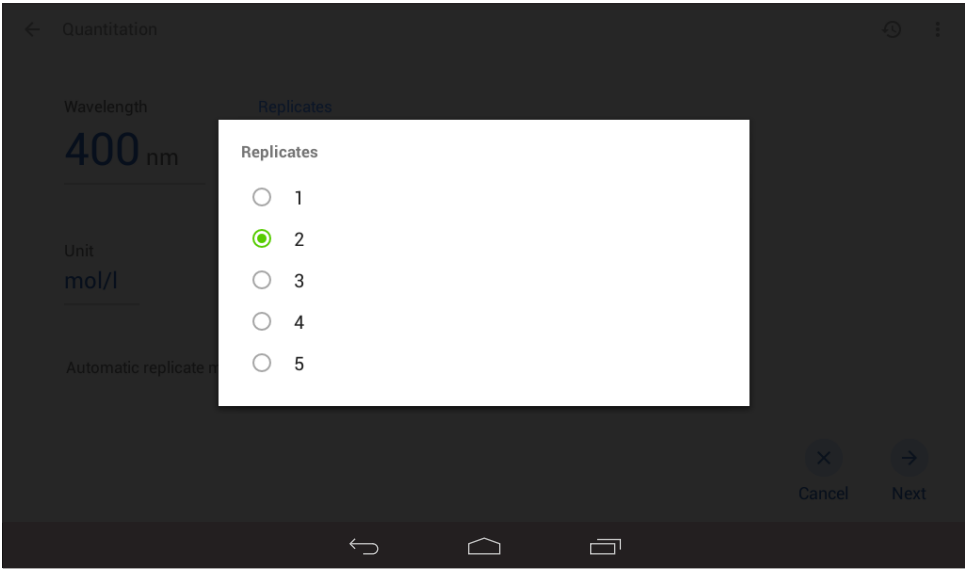 Quantitation
Wavelength
Replicates
400 nm
Replicates
1
2
3
4
5
Unit
mol/l
Automatic replicate
Cancel
Next